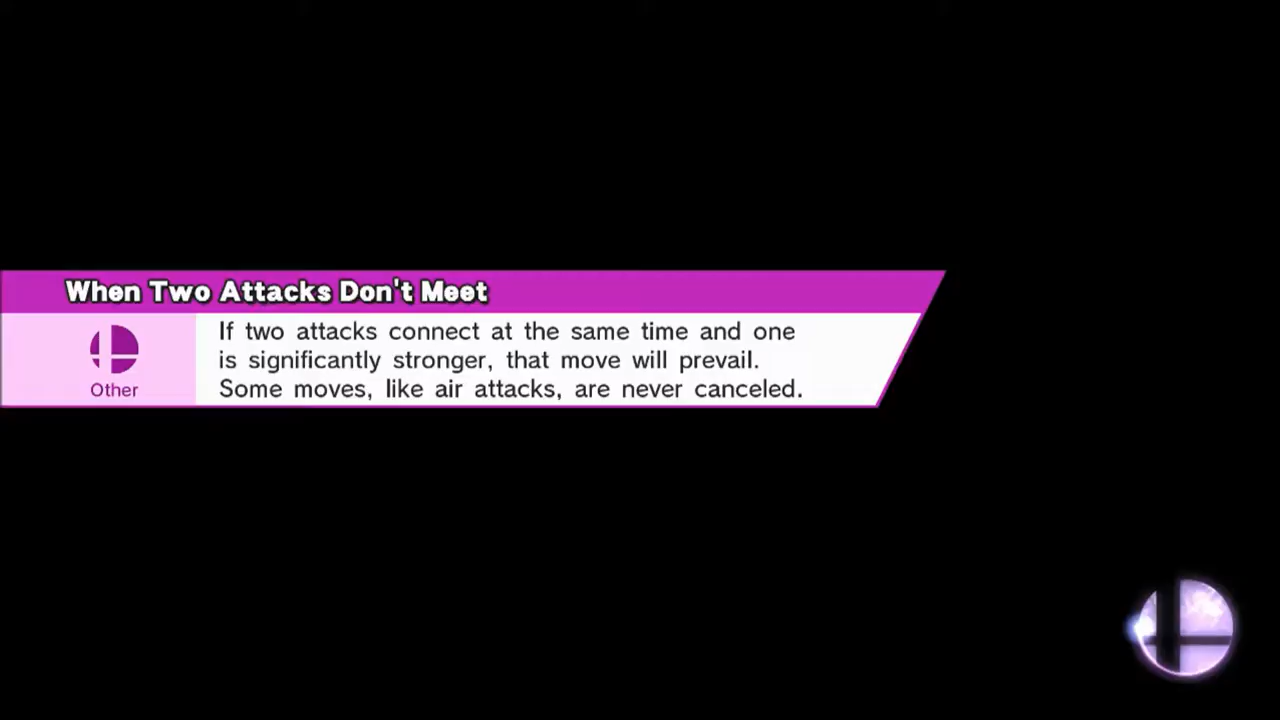 When Two Attacks Don't Meet
If two attacks connect at the same time and one
is significantly stronger, that move will prevail.
Some moves, like air attacks, are never canceled.
Other